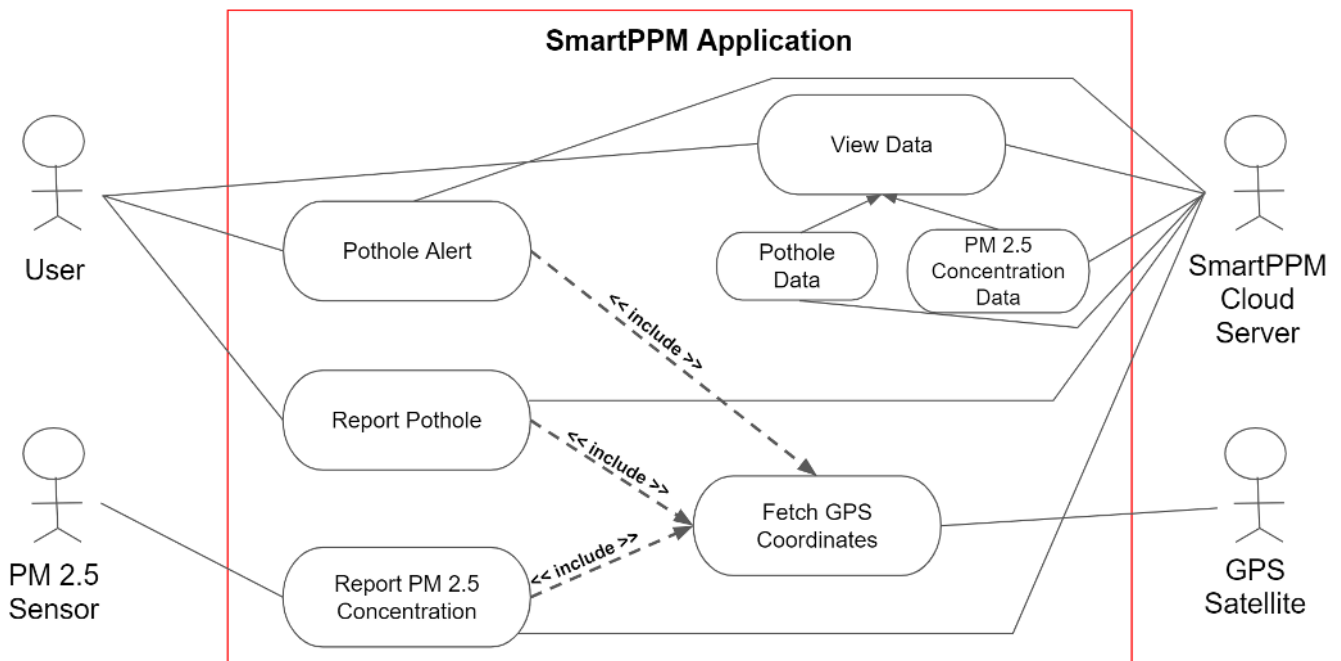 SmartPPM Application
View Data
Pothole Alert
User
Pothole
Data
PM 2.5
Concentration
Data
SmartPPM
Cloud
Server
<< include >>
Report Pothole
<< include >>
Fetch GPS
Coordinates
<< include >>
PM 2.5
Sensor
Report PM 2.5
Concentration
GPS
Satellite